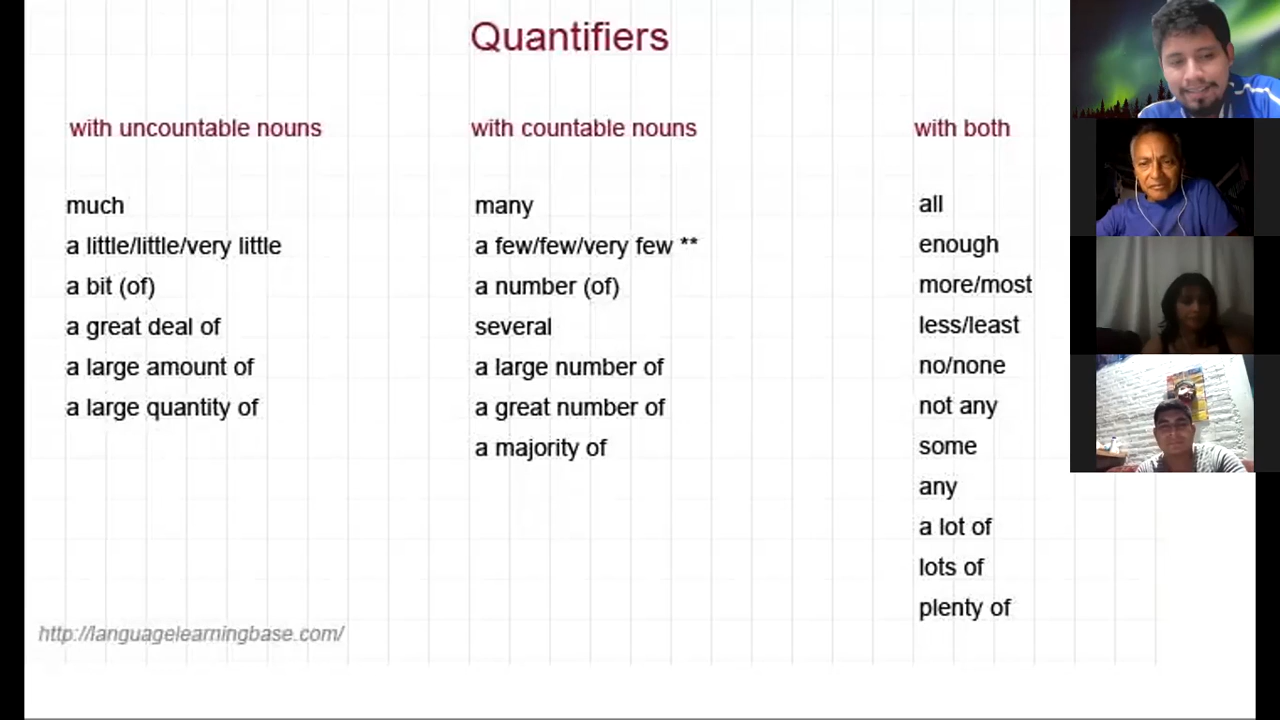 Quantifiers
with uncountable nouns
much
a little/little/very little
a bit (of)
a great deal of
a large amount of
a large quantity of
with countable nouns
many
a few/few/very few **
a number (of)
several
a large number of
a great number of
a majority of
with both
all
enough
more/most
less/least
no/none
not any
some
any
a lot of
lots of
plenty of
http://languagelearningbase.com/